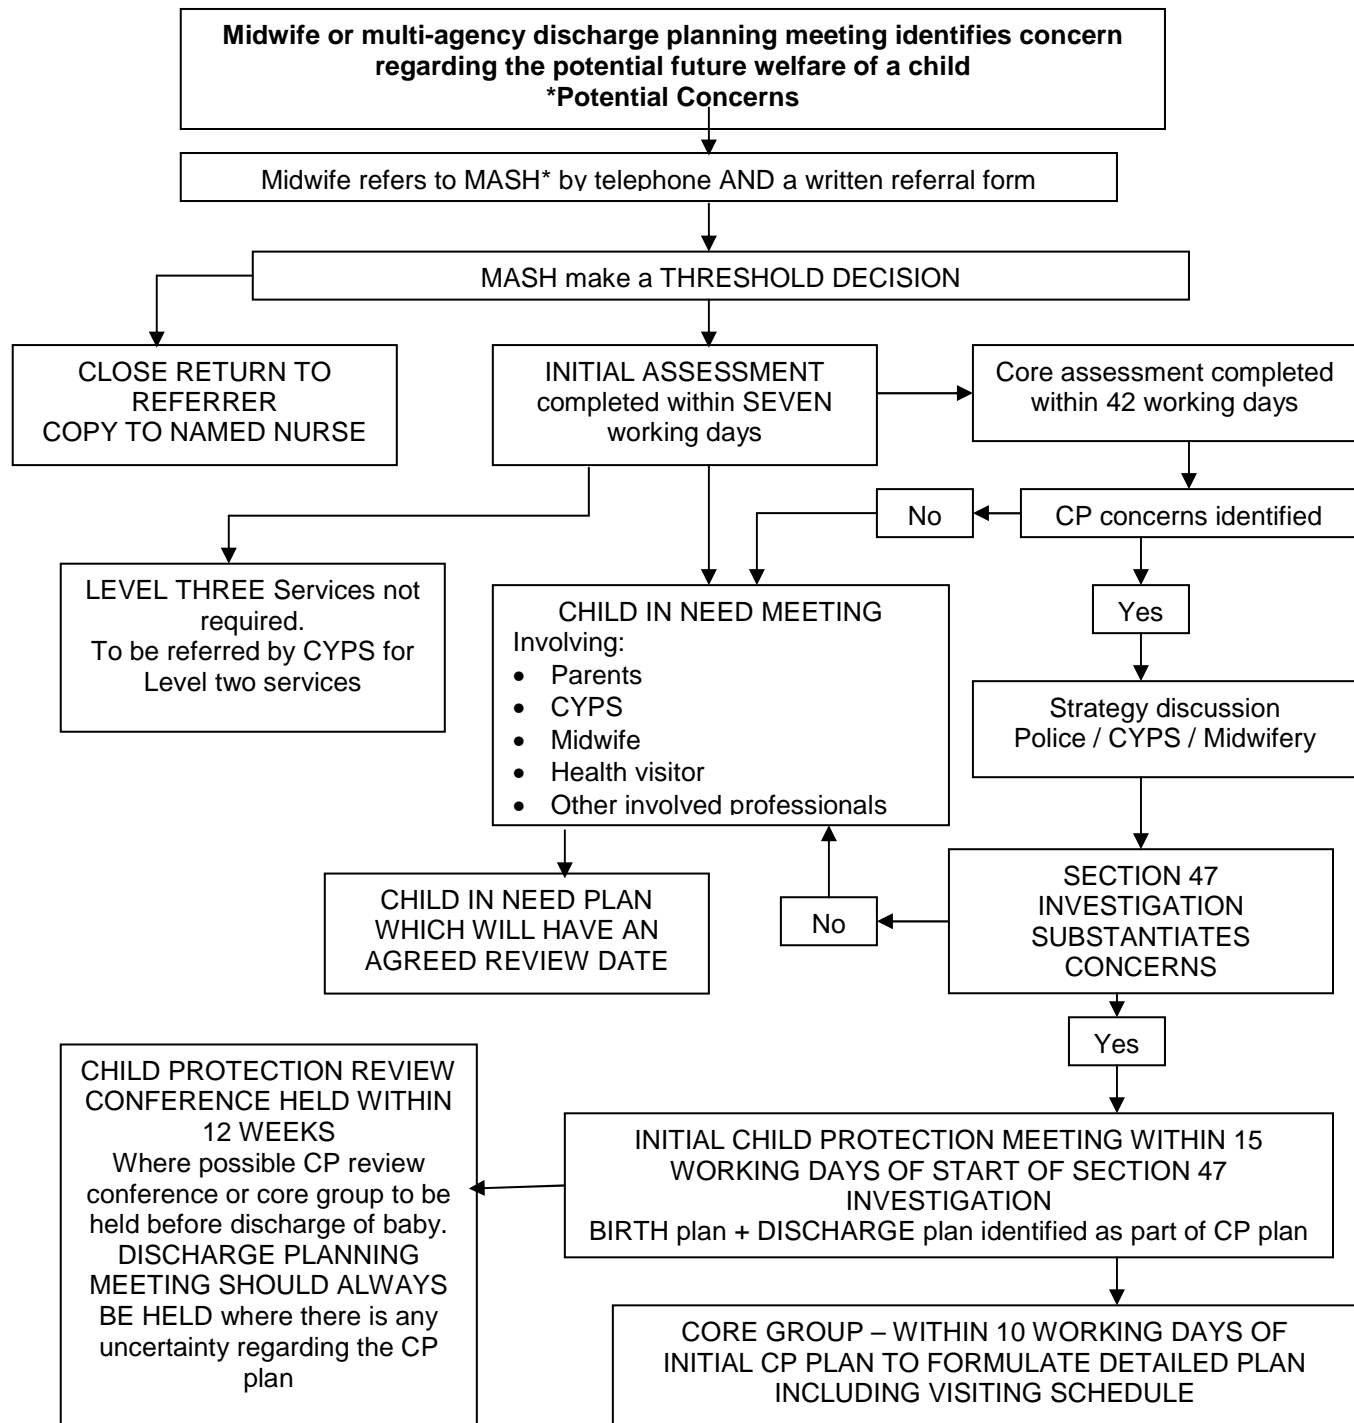 Midwife or multi-agency discharge planning meeting identifies concern
regarding the potential future welfare of a child
*Potential Concerns
Midwife refers to MASH* by telephone AND a written referral form
MASH make a THRESHOLD DECISION
CLOSE RETURN TO
REFERRER
COPY TO NAMED NURSE
INITIAL ASSESSMENT
completed within SEVEN
working days
Core assessment completed
within 42 working days
No
CP concerns identified
LEVEL THREE Services not
required.
To be referred by CYPS for
Level two services
CHILD IN NEED MEETING
Involving:
• Parents
• CYPS
• Midwife
• Health visitor
• Other involved professionals
Yes
Strategy discussion
Police / CYPS / Midwifery
CHILD IN NEED PLAN
WHICH WILL HAVE AN
AGREED REVIEW DATE
No
SECTION 47
INVESTIGATION
SUBSTANTIATES
CONCERNS
Yes
CHILD PROTECTION REVIEW
CONFERENCE HELD WITHIN
12 WEEKS
Where possible CP review
conference or core group to be
held before discharge of baby.
DISCHARGE PLANNING
MEETING SHOULD ALWAYS
BE HELD where there is any
uncertainty regarding the CP
plan
INITIAL CHILD PROTECTION MEETING WITHIN 15
WORKING DAYS OF START OF SECTION 47
INVESTIGATION
BIRTH plan + DISCHARGE plan identified as part of CP plan
CORE GROUP – WITHIN 10 WORKING DAYS OF
INITIAL CP PLAN TO FORMULATE DETAILED PLAN
INCLUDING VISITING SCHEDULE